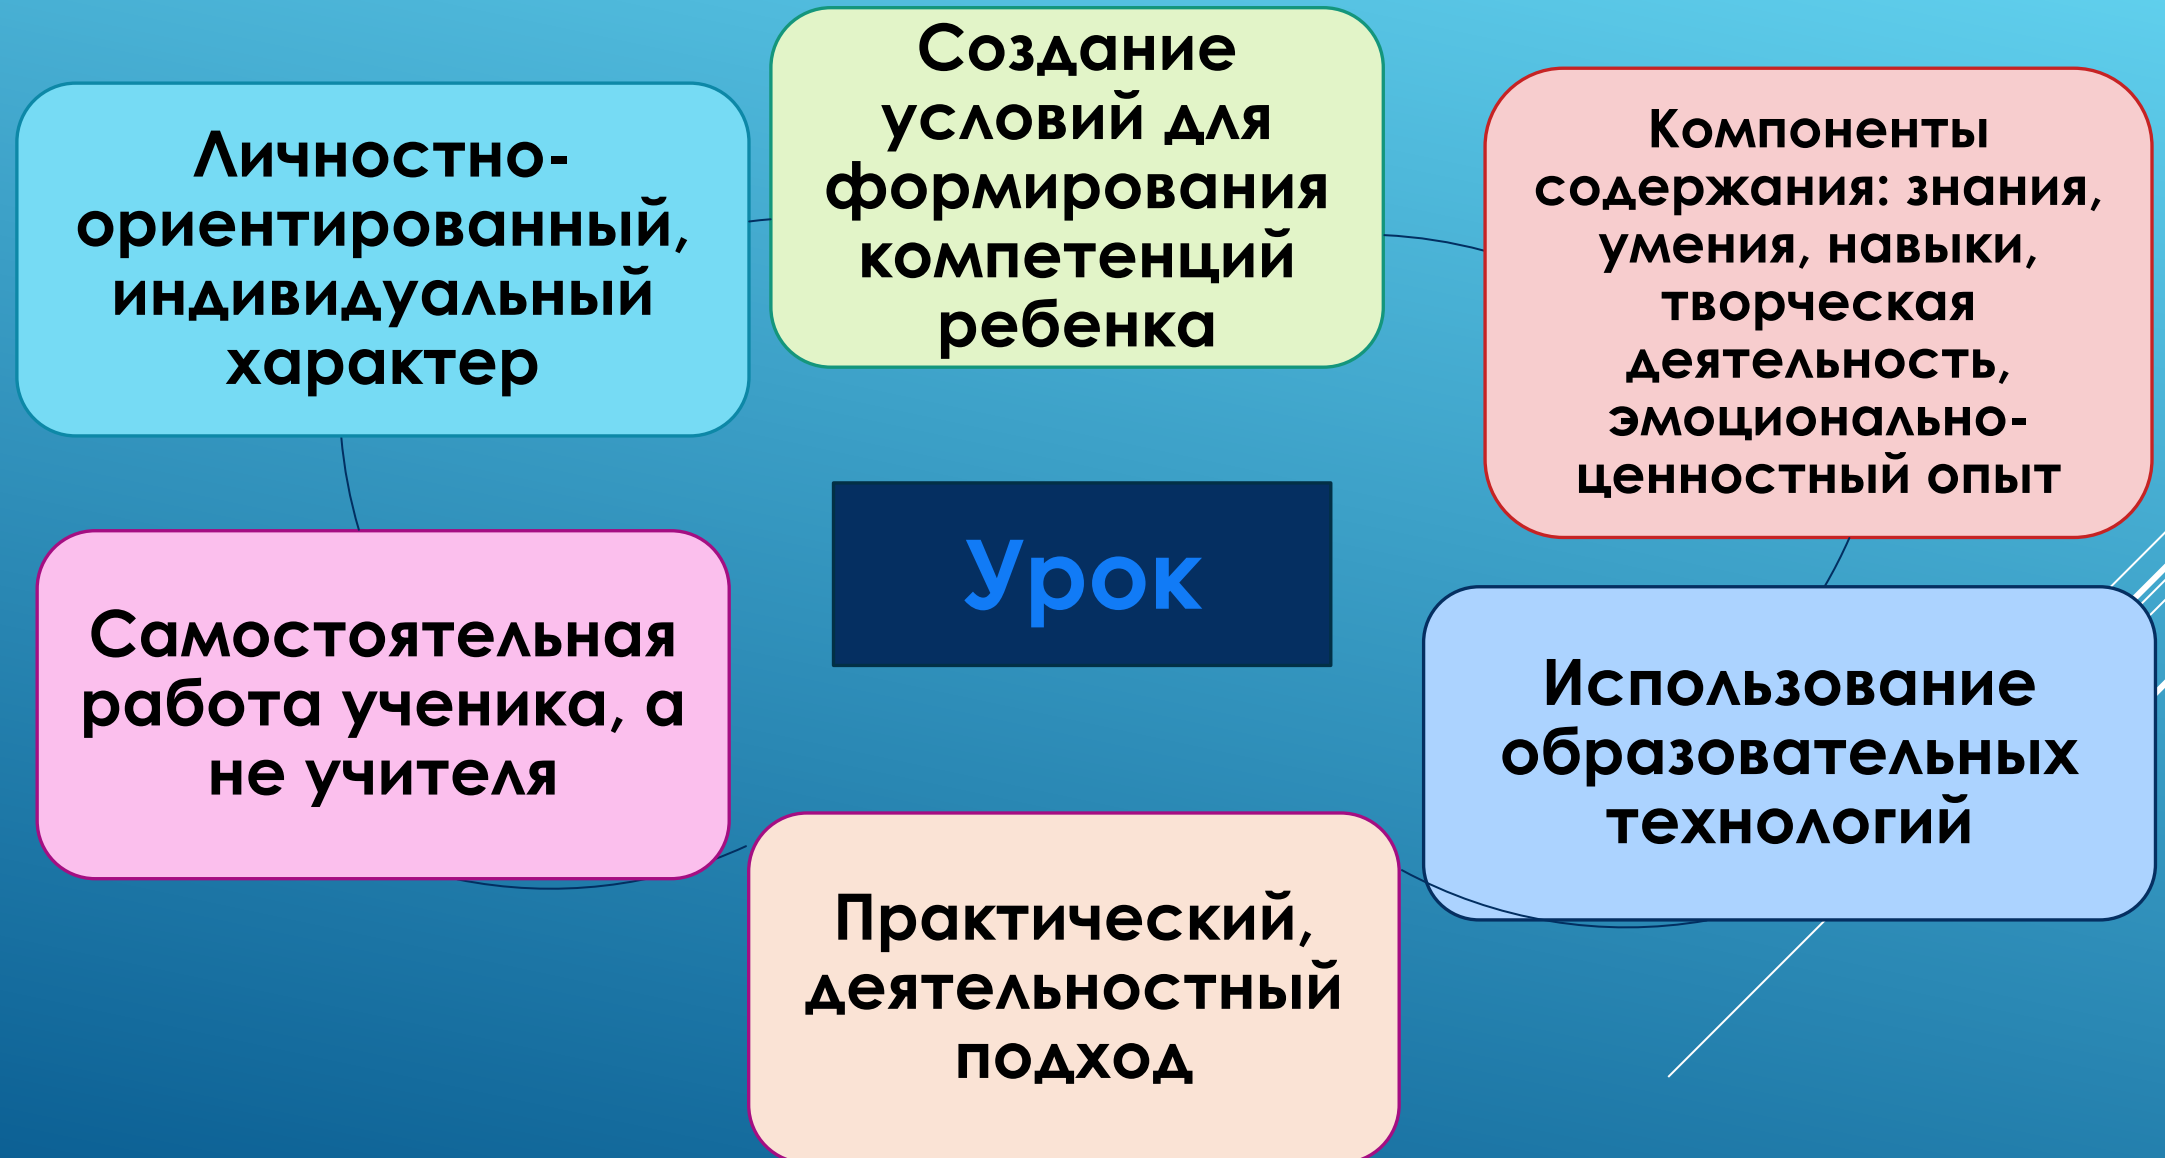 Создание
условий для
формирования
компетенций
ребенка
Личностно-
ориентированный,
индивидуальный
характер
Компоненты
содержания: знания,
умения, навыки,
творческая
деятельность,
эмоционально-
ценностный опыт
Урок
Самостоятельная
работа ученика, а
не учителя
Использование
образовательных
технологий
Практический,
деятельностный
подход